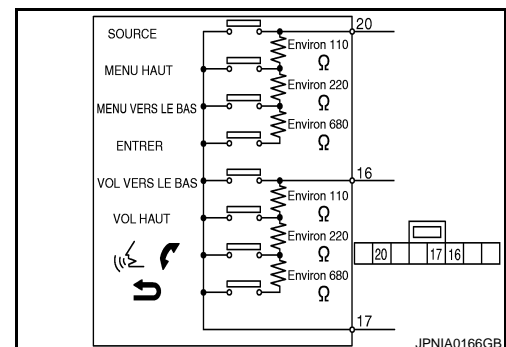 SOURCE
20
Environ 110
Ω
MENU HAUT
Environ 220
Ω
MENU VERS LE BAS
Environ 680
Ω
ENTRER
VOL VERS LE BAS
16
Environ 110
Ω
VOL HAUT
Environ 220
Ω
20 17 16
Environ 680
Ω
17
JPNIA0166GB